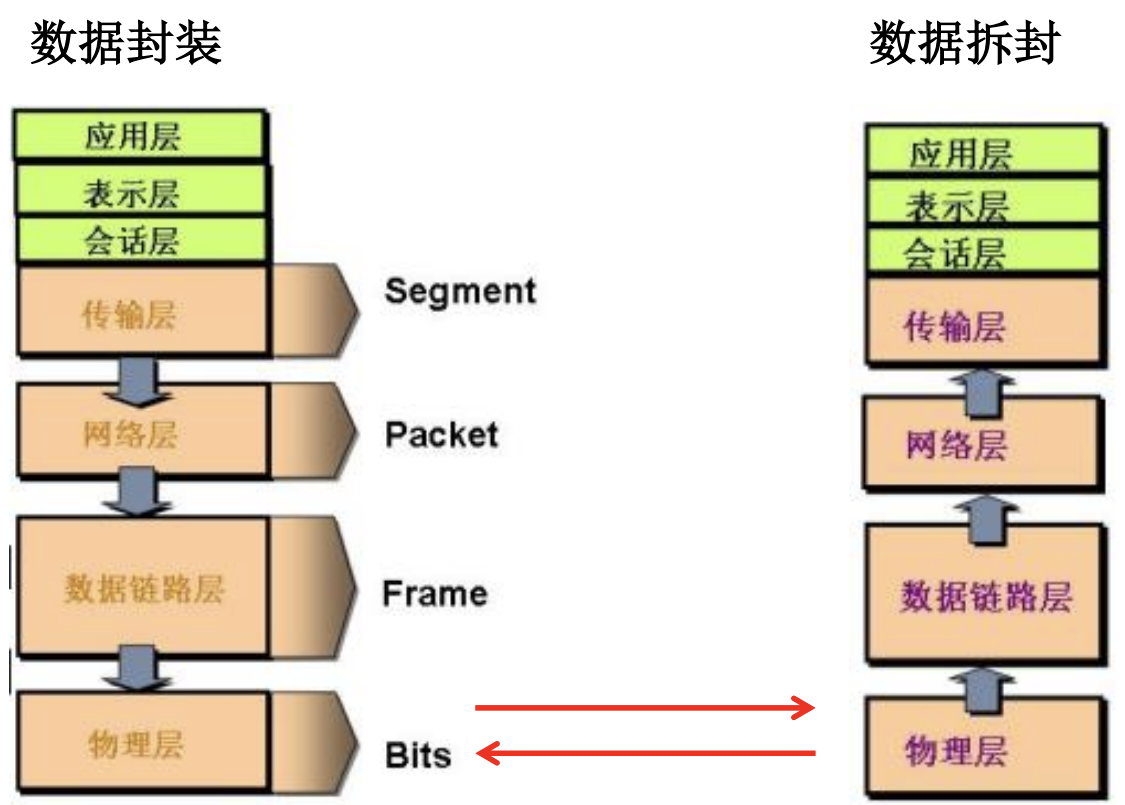 数据封装
数据拆封
应用层
表示层
会话层
传输层
Segment
网络层
Packet
数据链路层
Frame
物理层
Bits
应用层
表示层
会话层
传输层
网络层
数据链路层
物理层